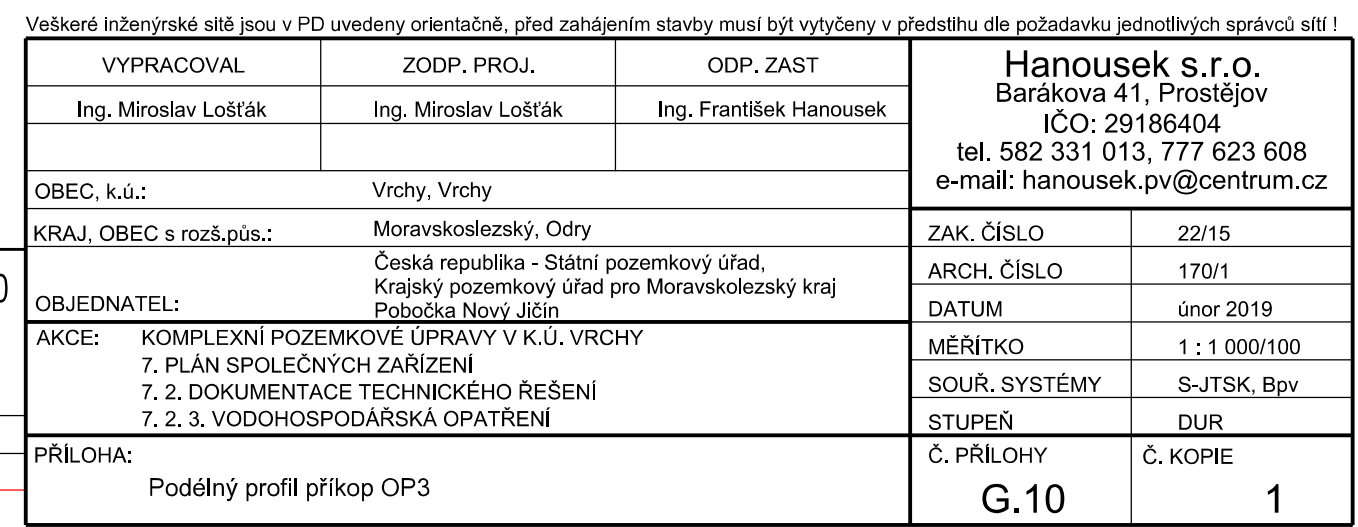 Veškeré inženýrské sitě jsou v PD uvedeny orientačně, před zahájením stavby musí být vytyčeny v předstihu dle požadavku jednotlivých správců sítí !
VYPRACOVAL ZODP. PROJ. ODP. ZAST
Ing. Miroslav Lošťák Ing. Miroslav Lošťák Ing. František Hanousek
Hanousek s.r.o.
Barákova 41, Prostějov
IČO: 29186404
tel. 582 331 013, 777 623 608
e-mail: hanousek.pv@centrum.cz
OBEC, k.ú.: Vrchy, Vrchy
KRAJ, OBEC s rozš.půs.: Moravskoslezský, Odry
OBJEDNATEL: Česká republika - Státní pozemkový úřad,
Krajský pozemkový úřad pro Moravskolezský kraj
Pobočka Nový Jičín
ZAK. ČÍSLO 22/15
ARCH. ČÍSLO 170/1
DATUM únor 2019
MĚŘÍTKO 1 : 1 000/100
SOUŘ. SYSTÉMY S-JTSK, Bpv
STUPEŇ DUR
AKCE: KOMPLEXNÍ POZEMKOVÉ ÚPRAVY V K.Ú. VRCHY
7. PLÁN SPOLEČNÝCH ZAŘÍZENÍ
7. 2. DOKUMENTACE TECHNICKÉHO ŘEŠENÍ
7. 2. 3. VODOHOSPODÁŘSKÁ OPATŘENÍ
PŘÍLOHA:
Podélný profil příkop OP3
Č. PŘÍLOHY Č. KOPIE
G.10 1